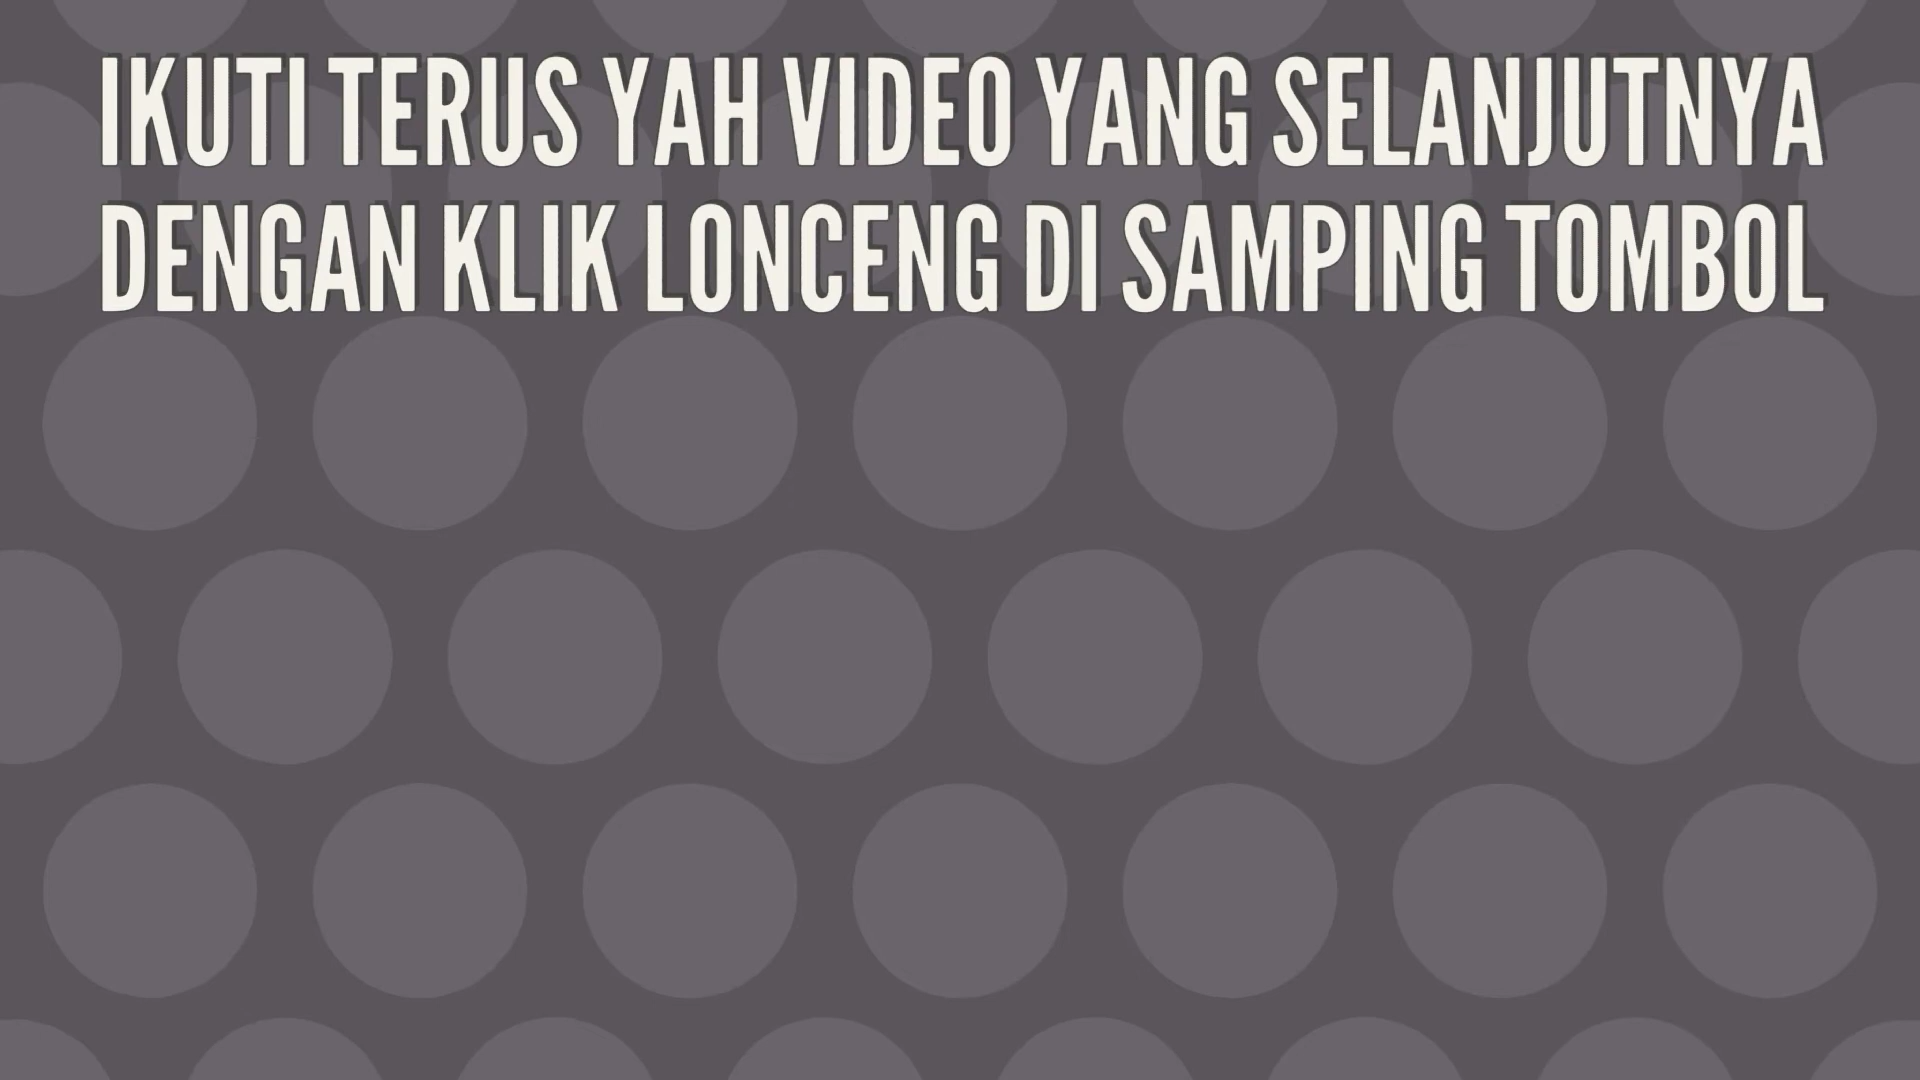 IKUTI TERUS YAH VIDEO YANG SELANJUTNYA
DENGAN KLIK LONCENG DI SAMPING TOMBOL